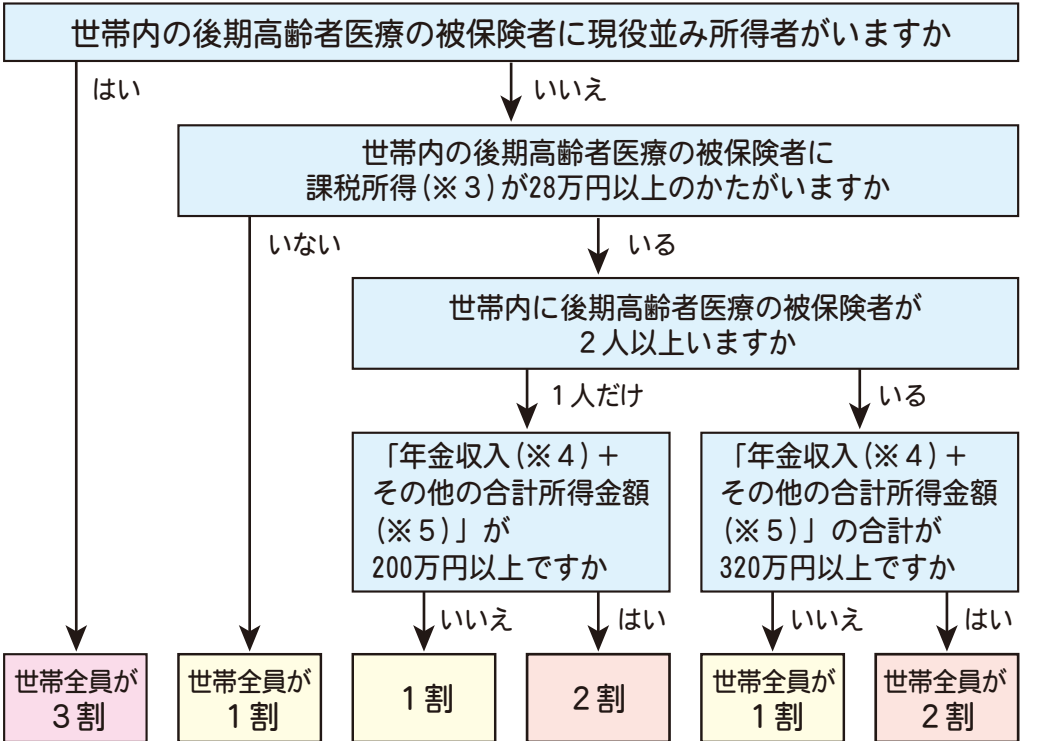 世帯内の後期高齢者医療の被保険者に現役並み所得者がいますか
はい
いいえ
世帯内の後期高齢者医療の被保険者に
課税所得(※３)が28万円以上のかたがいますか
いない
いる
世帯内に後期高齢者医療の被保険者が
２人以上いますか
１人だけ
いる
「年金収入(※４)＋
その他の合計所得金額
(※５)」が
200万円以上ですか
「年金収入(※４)＋
その他の合計所得金額
(※５)」の合計が
320万円以上ですか
いいえ
はい
いいえ
はい
世帯全員が
３割
世帯全員が
１割
１割
２割
世帯全員が
１割
世帯全員が
２割